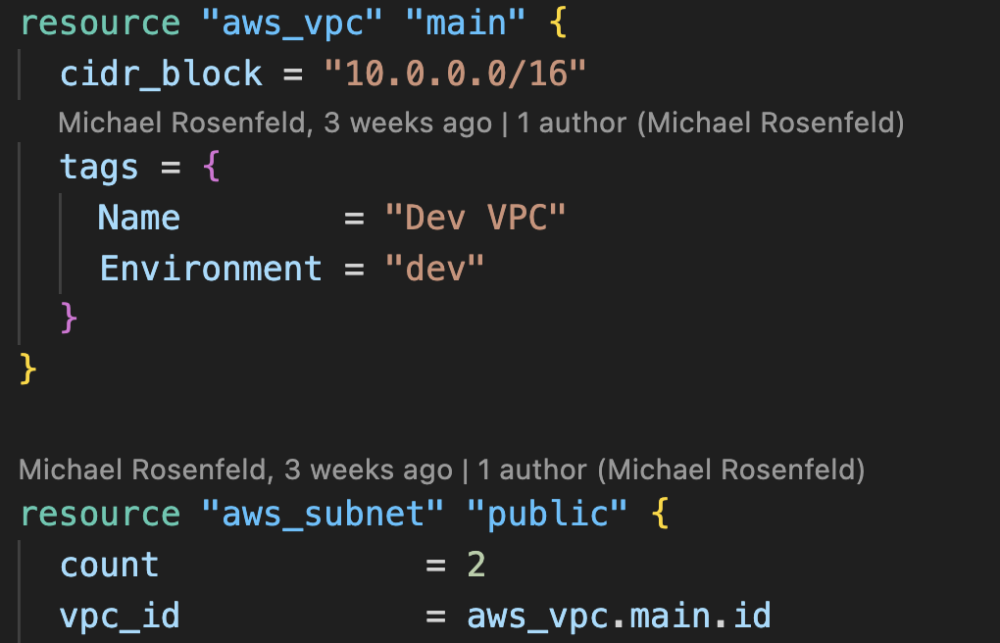 resource "aws_vpc" "main" {
cidr_block = "10.0.0.0/16"
Michael Rosenfeld, 3 weeks ago | 1 author (Michael Rosenfeld)
tags = {
Name        = "Dev VPC"
Environment = "dev"
}
}
Michael Rosenfeld, 3 weeks ago | 1 author (Michael Rosenfeld)
resource "aws_subnet" "public" {
count             = 2
vpc_id            = aws_vpc.main.id